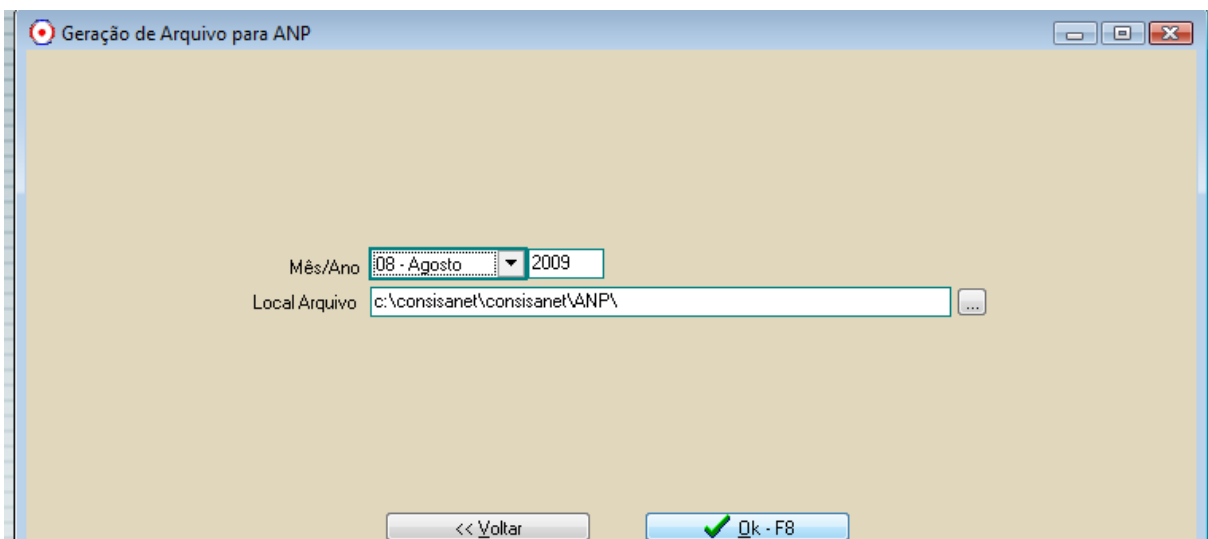 Geração de Arquivo para ANP
Mês/Ano 08 - Agosto 2009
Local Arquivo c:\consisanet\consisanet\ANP\ ...
<< Voltar Ok - F8